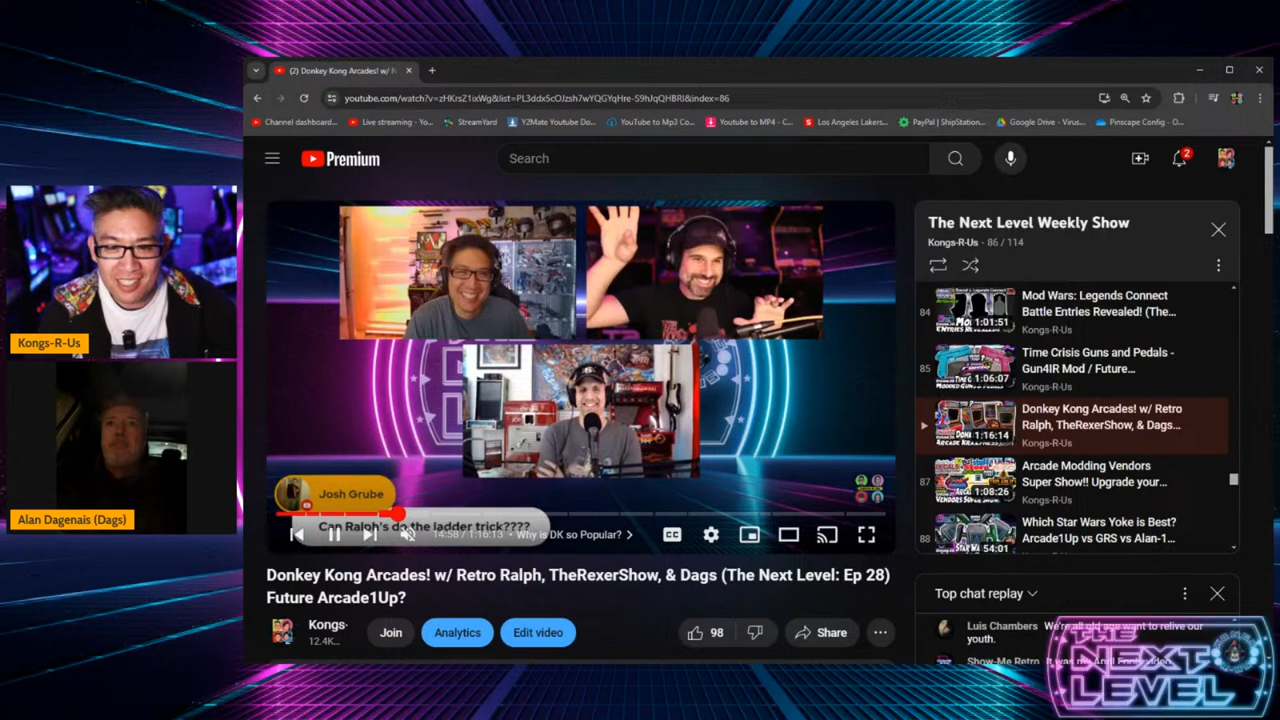 (2) Donkey Kong Arcades! w/ R
youtube.com/watch?v=zHKrsZ1ixWg&list=PL3ddx5cOJzsh7wYQGYqHre-S9hJqQHBRI&index=86
Channel dashboard...
Live streaming - Yo...
StreamYard
Y2Mate Youtube Do...
YouTube to Mp3 Co...
Youtube to MP4 - C...
Los Angeles Lakers...
PayPal | ShipStation...
Google Drive - Virus...
Pinscape Config - O...
Premium
Search
2
Kongs-R-Us
Alan Dagenais (Dags)
Josh Grube
Can Ralph's do the ladder trick????
14:58 / 1:16:13 • Why is DK so Popular?
CC
Donkey Kong Arcades! w/ Retro Ralph, TheRexerShow, & Dags (The Next Level: Ep 28)
Future Arcade1Up?
Kongs-
12.4K...
Join
Analytics
Edit video
98
Share
The Next Level Weekly Show
Kongs-R-Us - 86 / 114
84
1:01:51
Mod Wars: Legends Connect
Battle Entries Revealed! (The...
Kongs-R-Us
85
1:06:07
Time Crisis Guns and Pedals -
Gun4IR Mod / Future...
Kongs-R-Us
1:16:14
Donkey Kong Arcades! w/ Retro
Ralph, TheRexerShow, & Dags...
Kongs-R-Us
87
1:08:26
Arcade Modding Vendors
Super Show!! Upgrade your...
Kongs-R-Us
88
54:01
Which Star Wars Yoke is Best?
Arcade1Up vs GRS vs Alan-1...
Top chat replay
Luis Chambers We're all old age want to relive our
youth.
Show-Me Retro
THE
NEXT
LEVEL